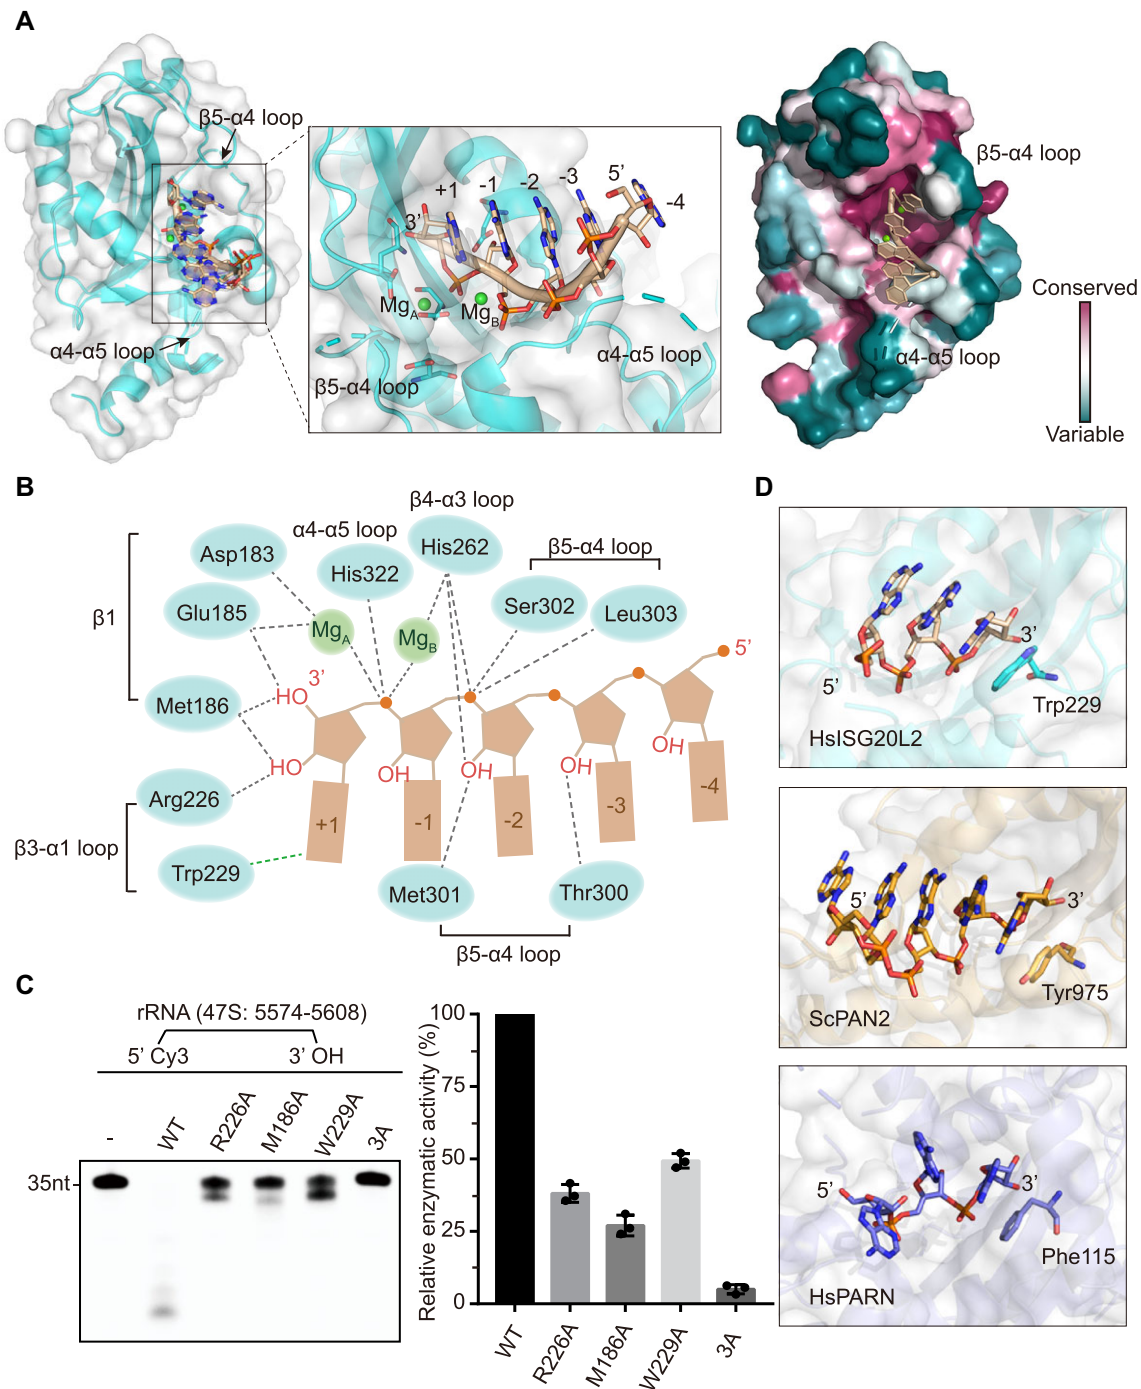 A
β5-α4 loop
α4-α5 loop
3’
+1
-1
-2
-3
5’
-4
MgA
MgB
β5-α4 loop
α4-α5 loop
β5-α4 loop
α4-α5 loop
Conserved
Variable
B
β4-α3 loop
α4-α5 loop
β5-α4 loop
β1
Asp183
His322
His262
Glu185
Ser302
Leu303
MgA
MgB
Met186
HO
3’
5’
HO
OH
OH
OH
OH
Arg226
β3-α1 loop
Trp229
+1
-1
-2
-3
-4
Met301
Thr300
β5-α4 loop
C
rRNA (47S: 5574-5608)
5’ Cy3
3’ OH
-
WT
R226A
M186A
W229A
3A
35nt
Relative enzymatic activity (%)
100
75
50
25
0
WT
R226A
M186A
W229A
3A
D
3’
5’
Trp229
HsISG20L2
5’
3’
Tyr975
ScPAN2
5’
3’
Phe115
HsPARN